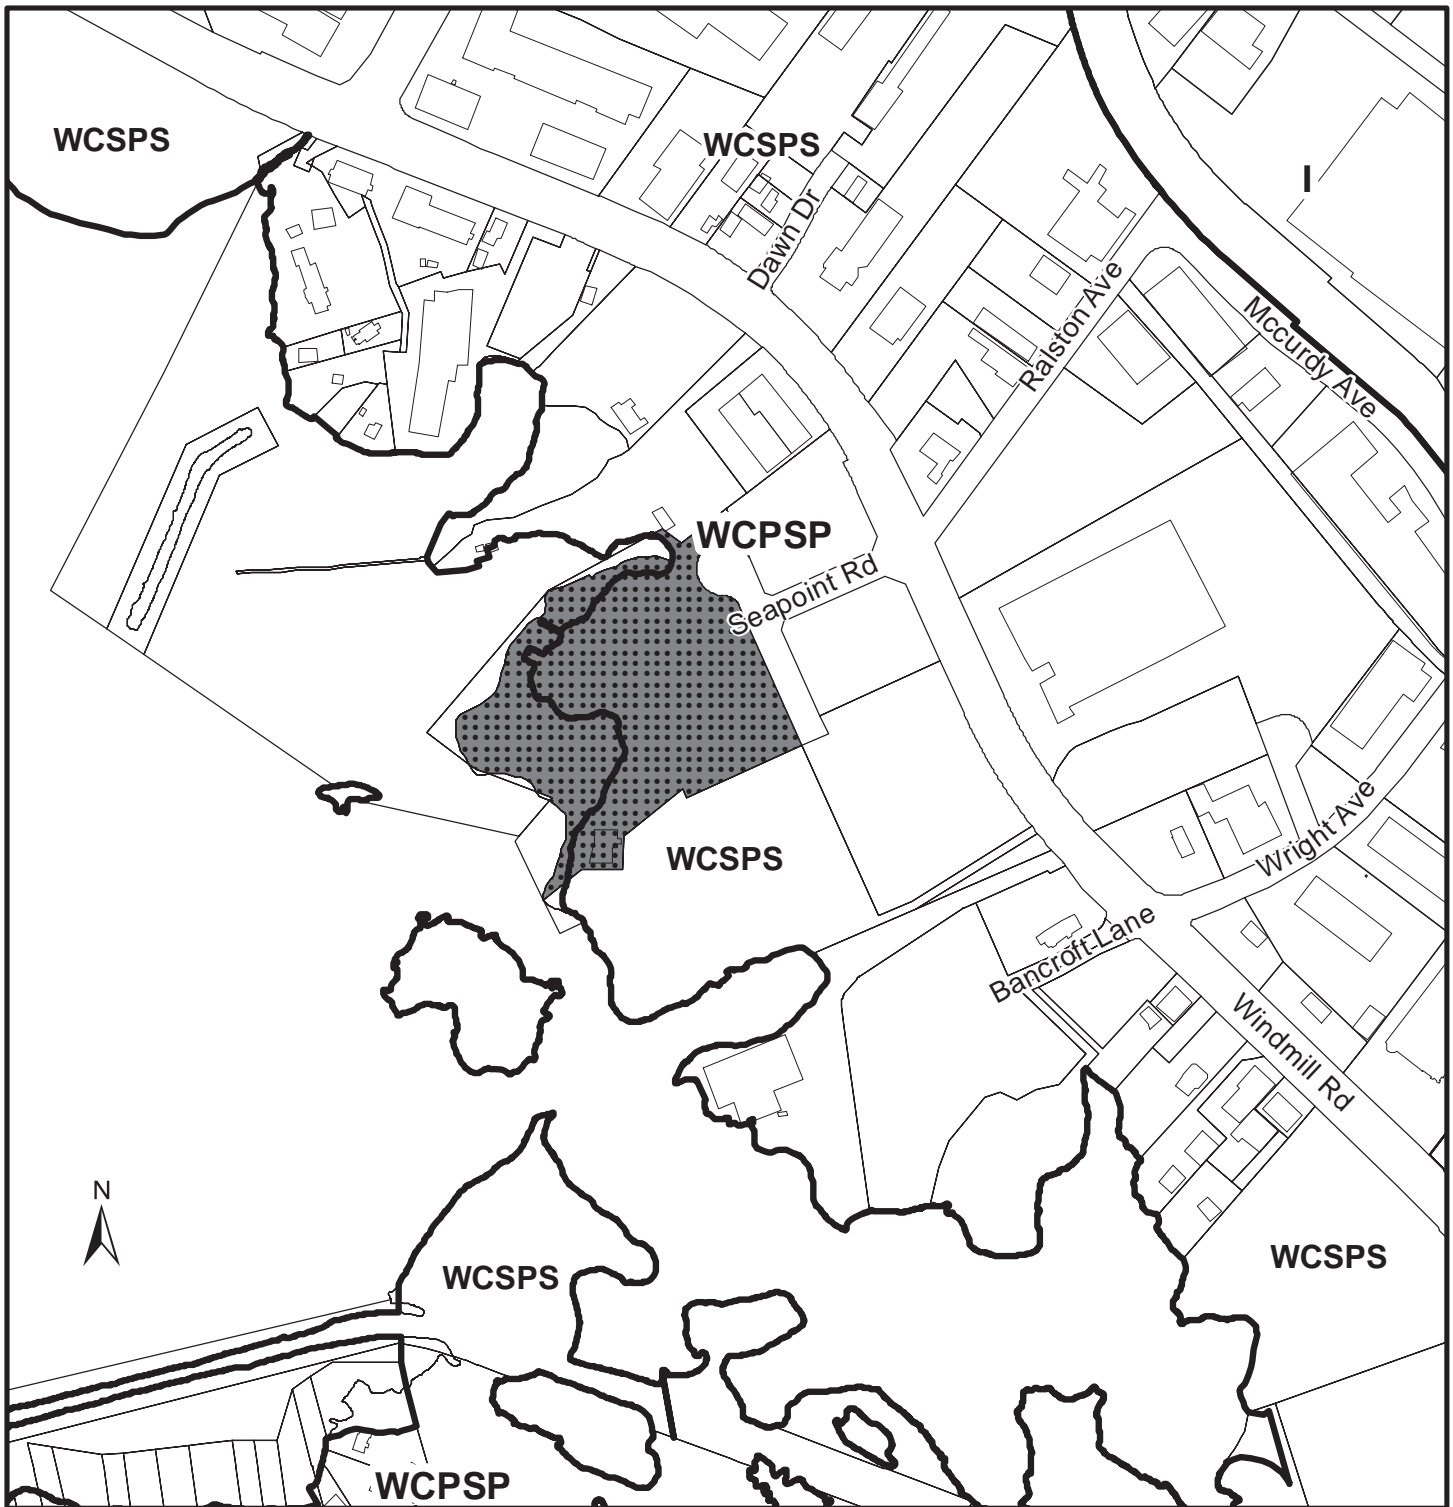 WCSPS
WCSPS
I
Dawn Dr
Ralston Ave
Mccurdy Ave
WCPSP
Seapoint Rd
WCSPS
Wright Ave
Bancroft Lane
Windmill Rd
N
WCSPS
WCSPS
WCPSP